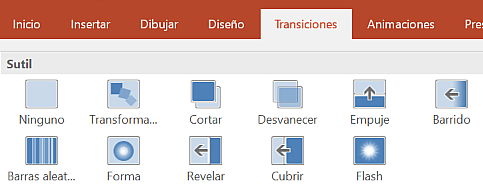 Inicio Insertar Dibujar Diseño Transiciones Animaciones Pres
Sutil
Ninguno Transforma... Cortar Desvanecer Empuje Barrido
Barras aleat... Forma Revelar Cubrir Flash